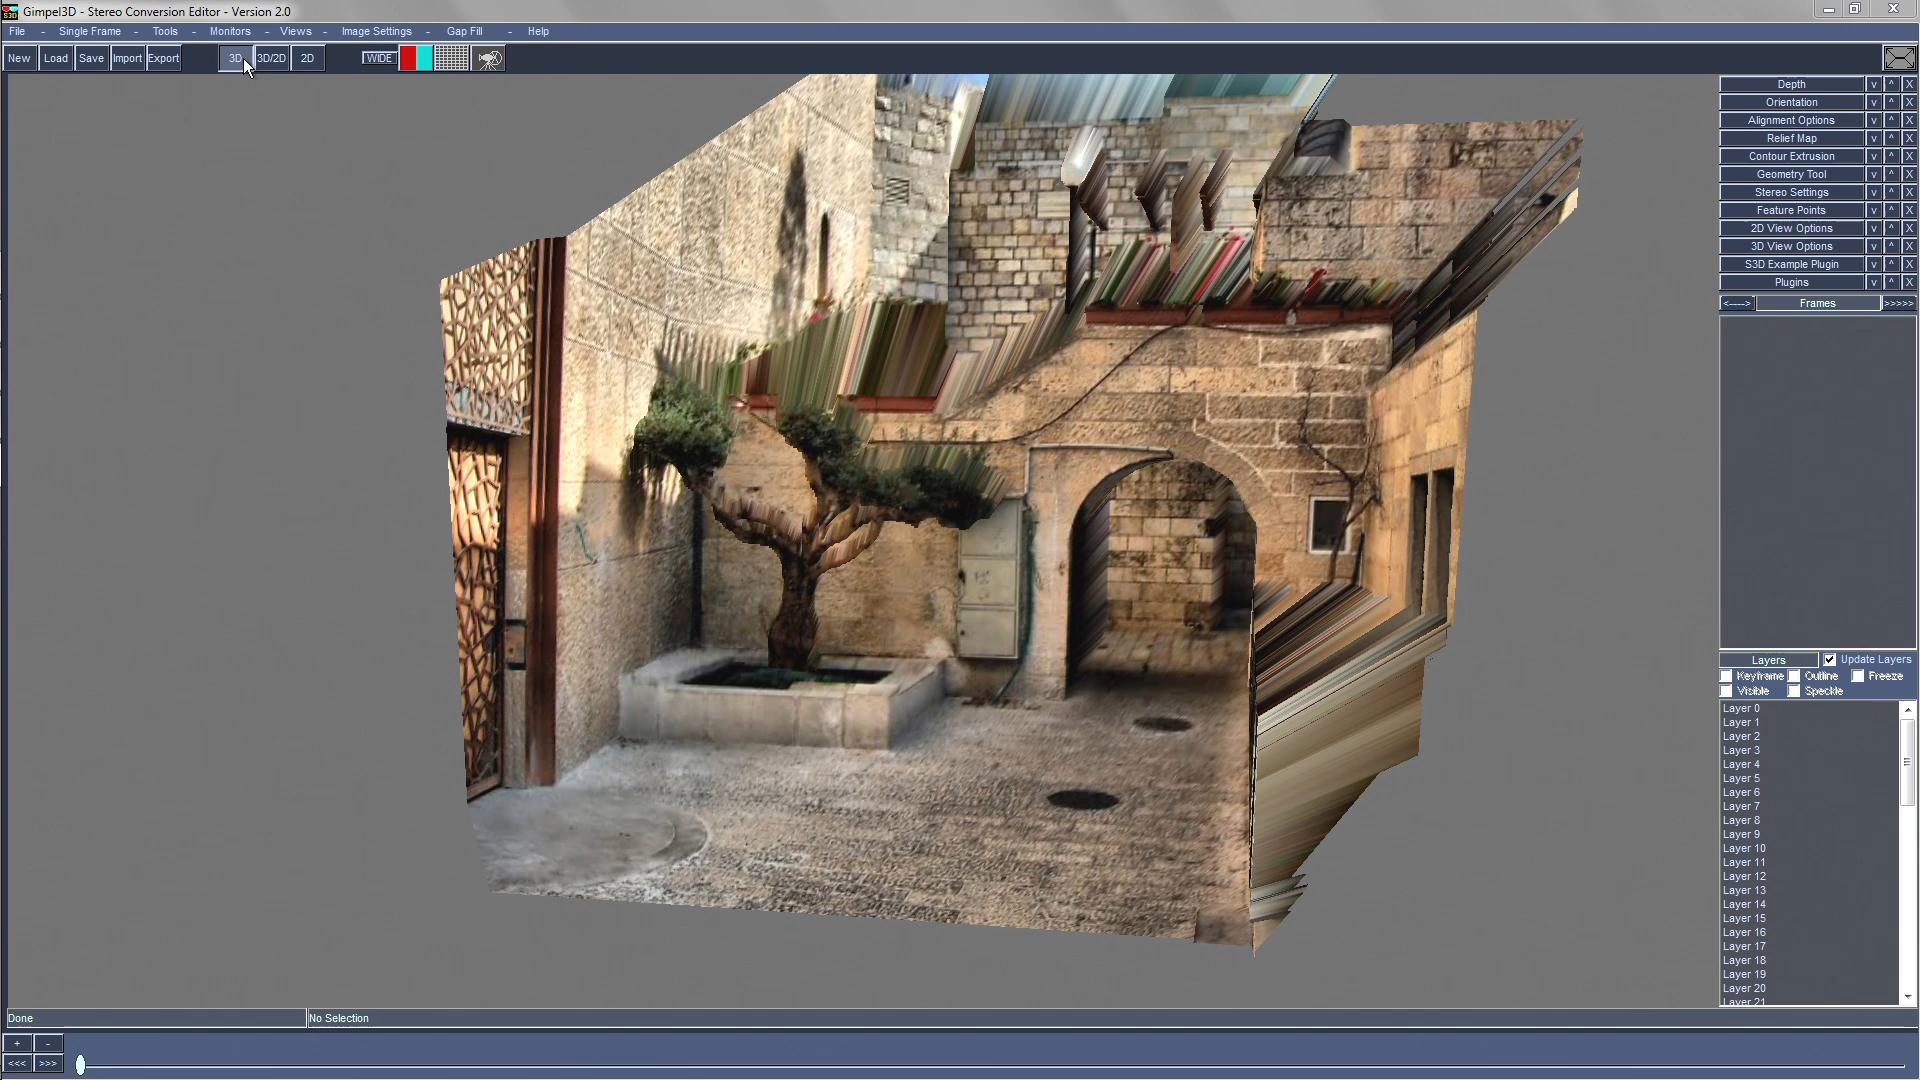 Gimpel3D - Stereo Conversion Editor - Version 2.0
File - Single Frame - Tools - Monitors - Views - Image Settings - Gap Fill - Help
New Load Save Import Export 3D 3D/2D 2D WIDE
Depth v ^ X
Orientation v ^ X
Alignment Options v ^ X
Relief Map v ^ X
Contour Extrusion v ^ X
Geometry Tool v ^ X
Stereo Settings v ^ X
Feature Points v ^ X
2D View Options v ^ X
3D View Options v ^ X
S3D Example Plugin v ^ X
Plugins v ^ X
<----> Frames >>>>>
Layers Update Layers
Keyframe Outline Freeze
Visible Speckle
Layer 0
Layer 1
Layer 2
Layer 3
Layer 4
Layer 5
Layer 6
Layer 7
Layer 8
Layer 9
Layer 10
Layer 11
Layer 12
Layer 13
Layer 14
Layer 15
Layer 16
Layer 17
Layer 18
Layer 19
Layer 20
Layer 21
Done No Selection
+ -
<<< >>>